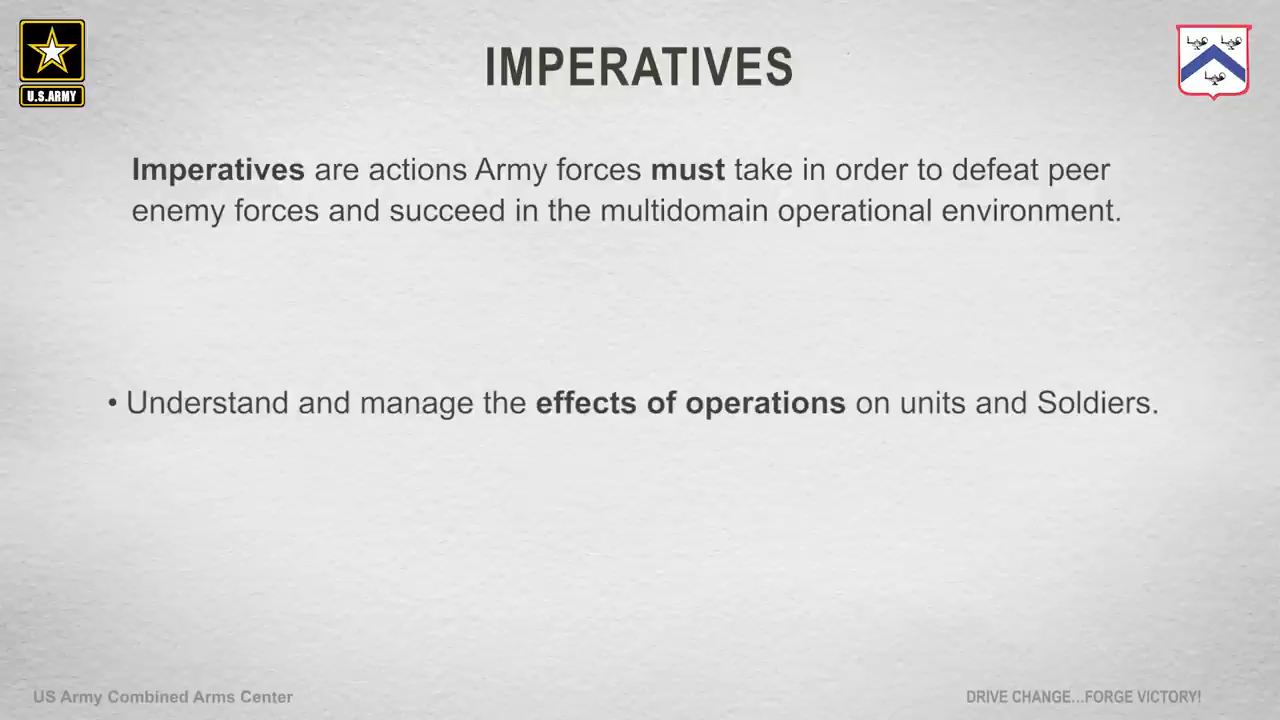 IMPERATIVES
U.S.ARMY
Imperatives are actions Army forces must take in order to defeat peer
enemy forces and succeed in the multidomain operational environment.
• Understand and manage the effects of operations on units and Soldiers.
US Army Combined Arms Center
DRIVE CHANGE...FORGE VICTORY!